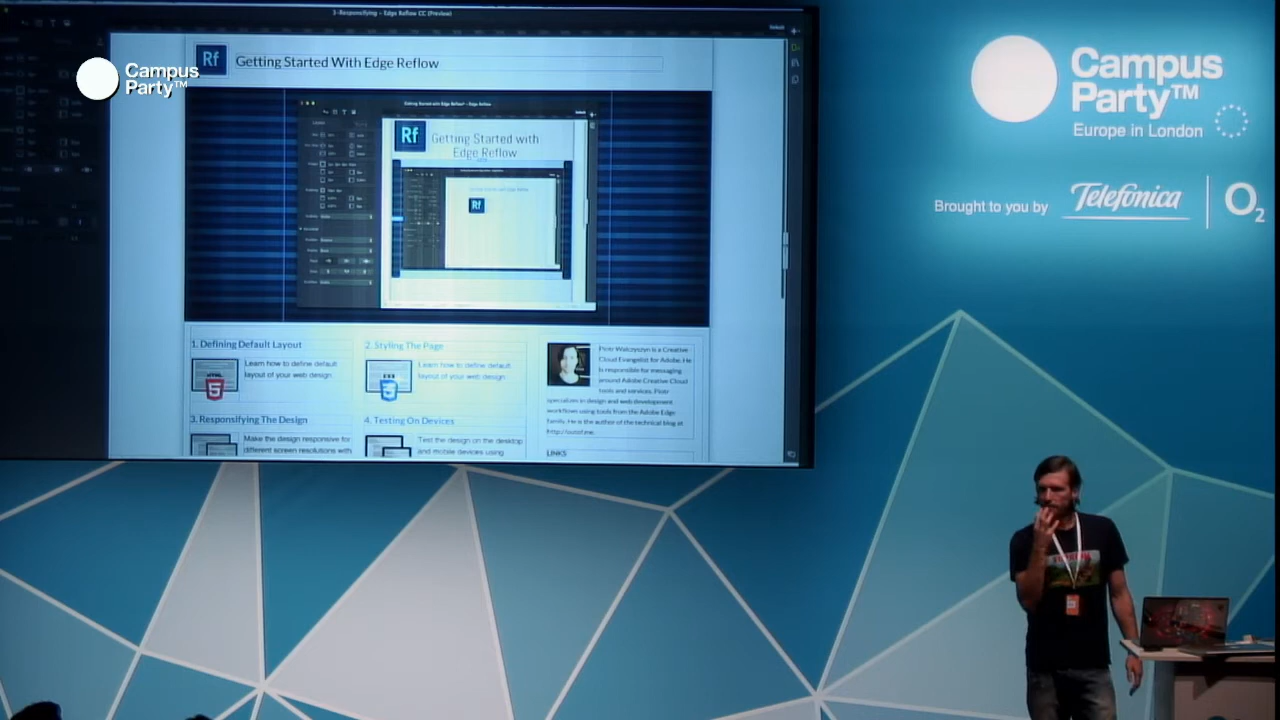 3-Responsifying - Edge Reflow CC (Preview)
Rf
Getting Started With Edge Reflow
Campus
Party™
Rf
Getting Started with
Edge Reflow
Rf
1. Defining Default Layout
HTML
5
Learn how to define default
layout of your web design.
2. Styling The Page
Learn how to define default
layout of your web design.
Piotr Walczyszyn is a Creative
Cloud Evangelist for Adobe. He
is responsible for messaging
around Adobe Creative Cloud
tools and services. Piotr
specializes in design and web development
workflows using tools from the Adobe Edge
family. He is the author of the technical blog at
3. Responsifying The Design
Make the design responsive for
different screen resolutions with
4. Testing On Devices
Test the design on the desktop
and mobile devices using
LINKS
Campus
Party™
Europe in London
Brought to you by
Telefónica
O2